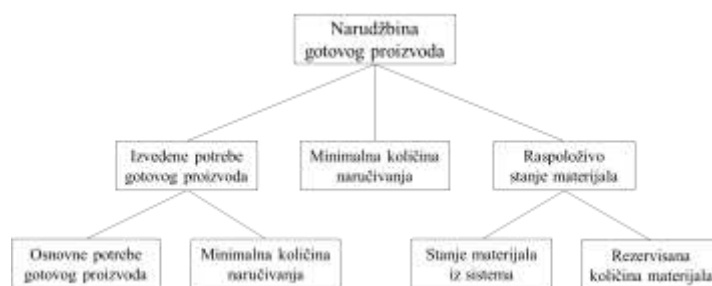 Narudžbina
gotovog proizvoda
Izvedene potrebe
gotovog proizvoda
Minimalna količina
naručivanja
Raspoloživo
stanje materijala
Osnovne potrebe
gotovog proizvoda
Minimalna količina
naručivanja
Stanje materijala
iz sistema
Rezervisana
količina materijala